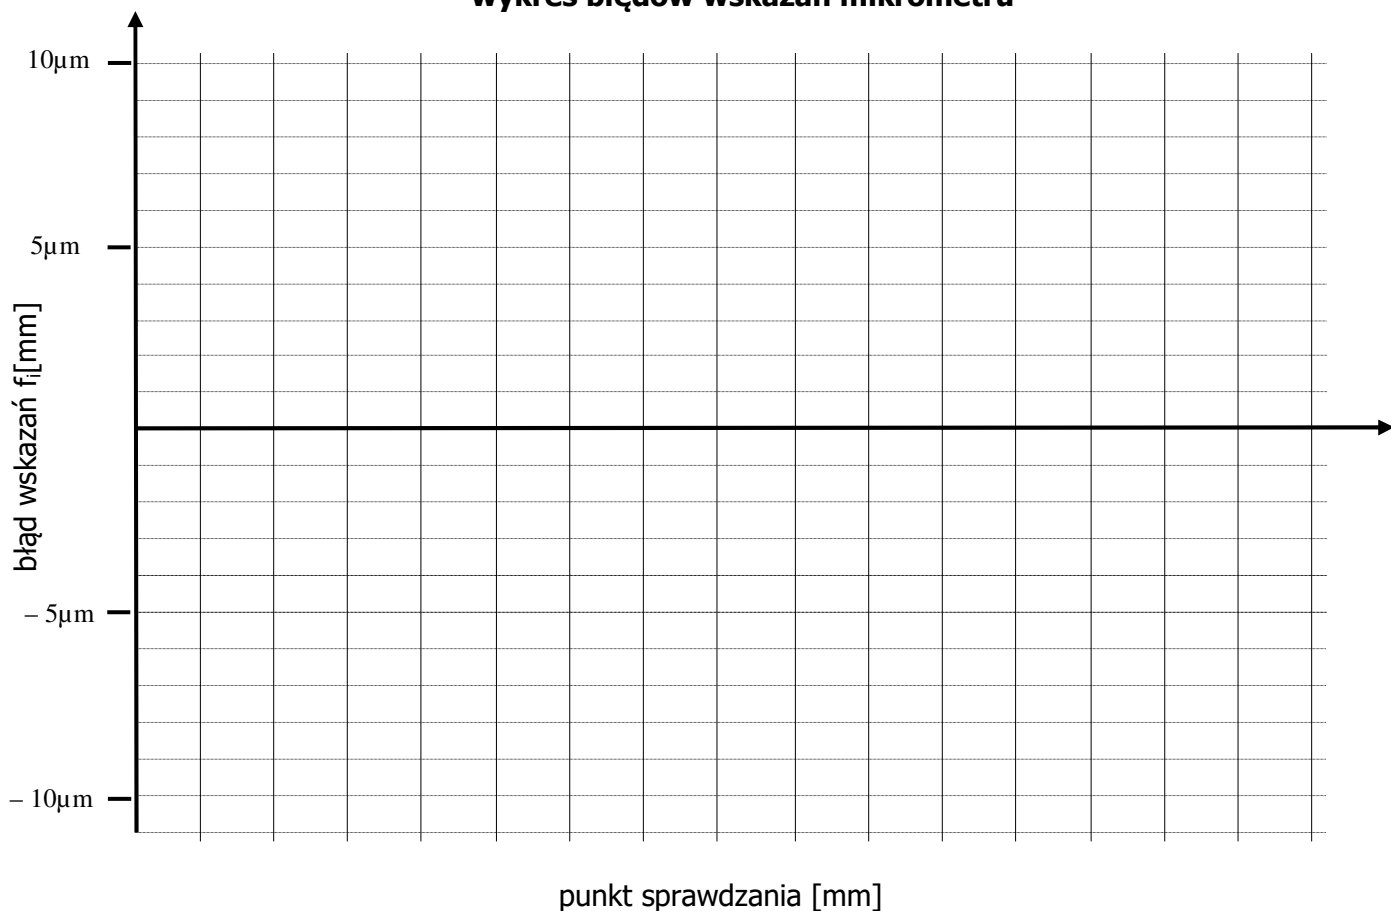 wykres błędów wskazań mikrometru
10µm
5µm
błąd wskazań fi[mm]
– 5µm
– 10µm
punkt sprawdzania [mm]